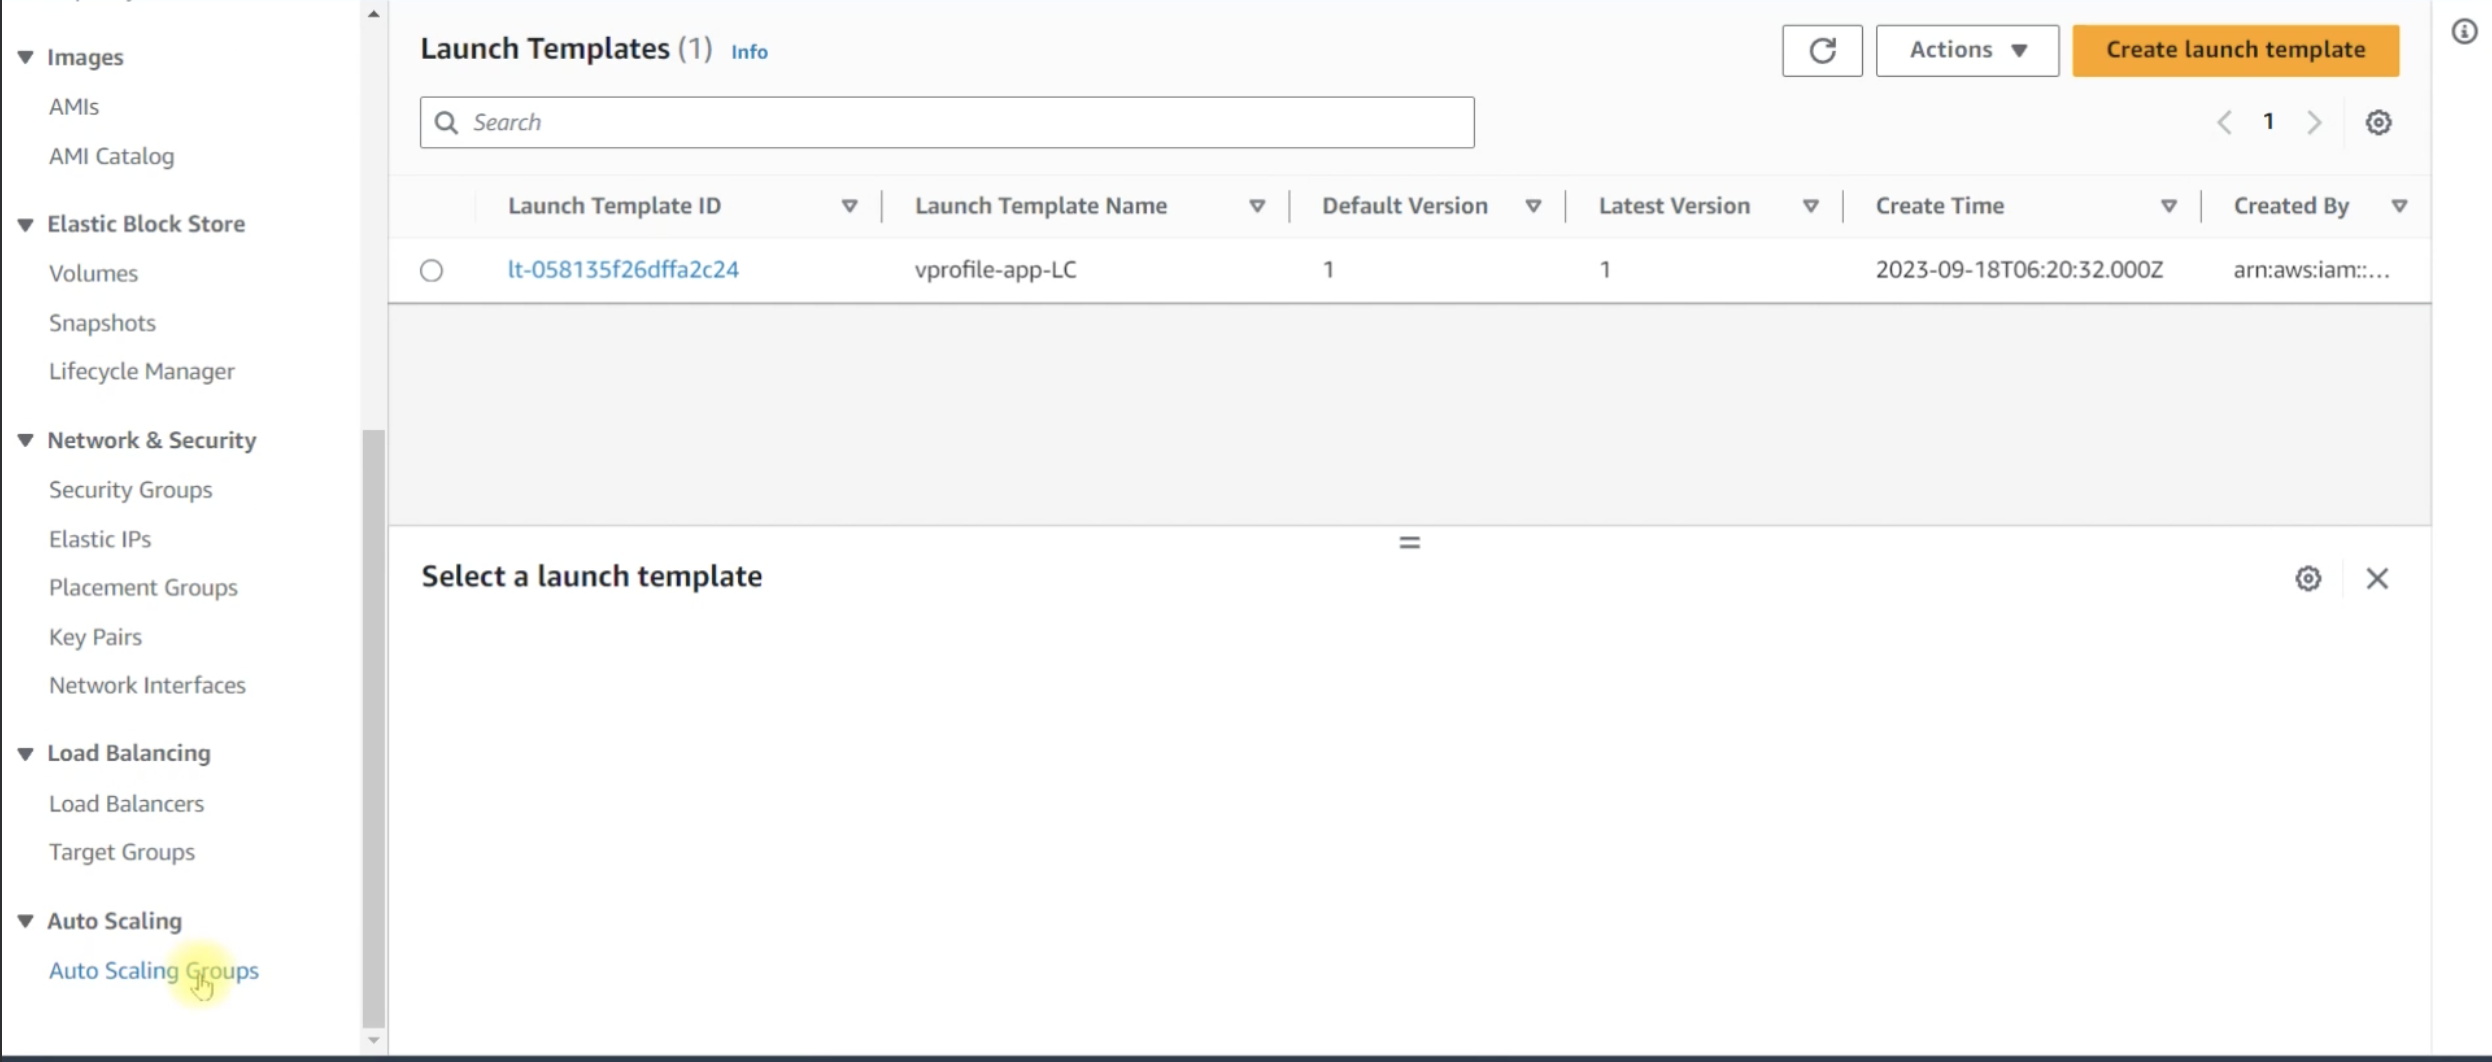 Images
AMIs
AMI Catalog
Elastic Block Store
Volumes
Snapshots
Lifecycle Manager
Network & Security
Security Groups
Elastic IPs
Placement Groups
Key Pairs
Network Interfaces
Load Balancing
Load Balancers
Target Groups
Auto Scaling
Auto Scaling Groups
Launch Templates (1) Info
Actions
Create launch template
Search
1
Launch Template ID Launch Template Name Default Version Latest Version Create Time Created By
lt-058135f26dffa2c24 vprofile-app-LC 1 1 2023-09-18T06:20:32.000Z arn:aws:iam::...
Select a launch template